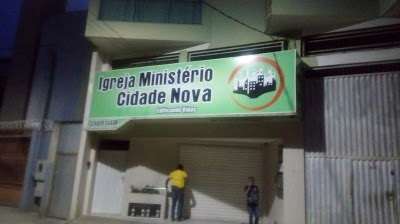 Igreja Ministério
Cidade Nova